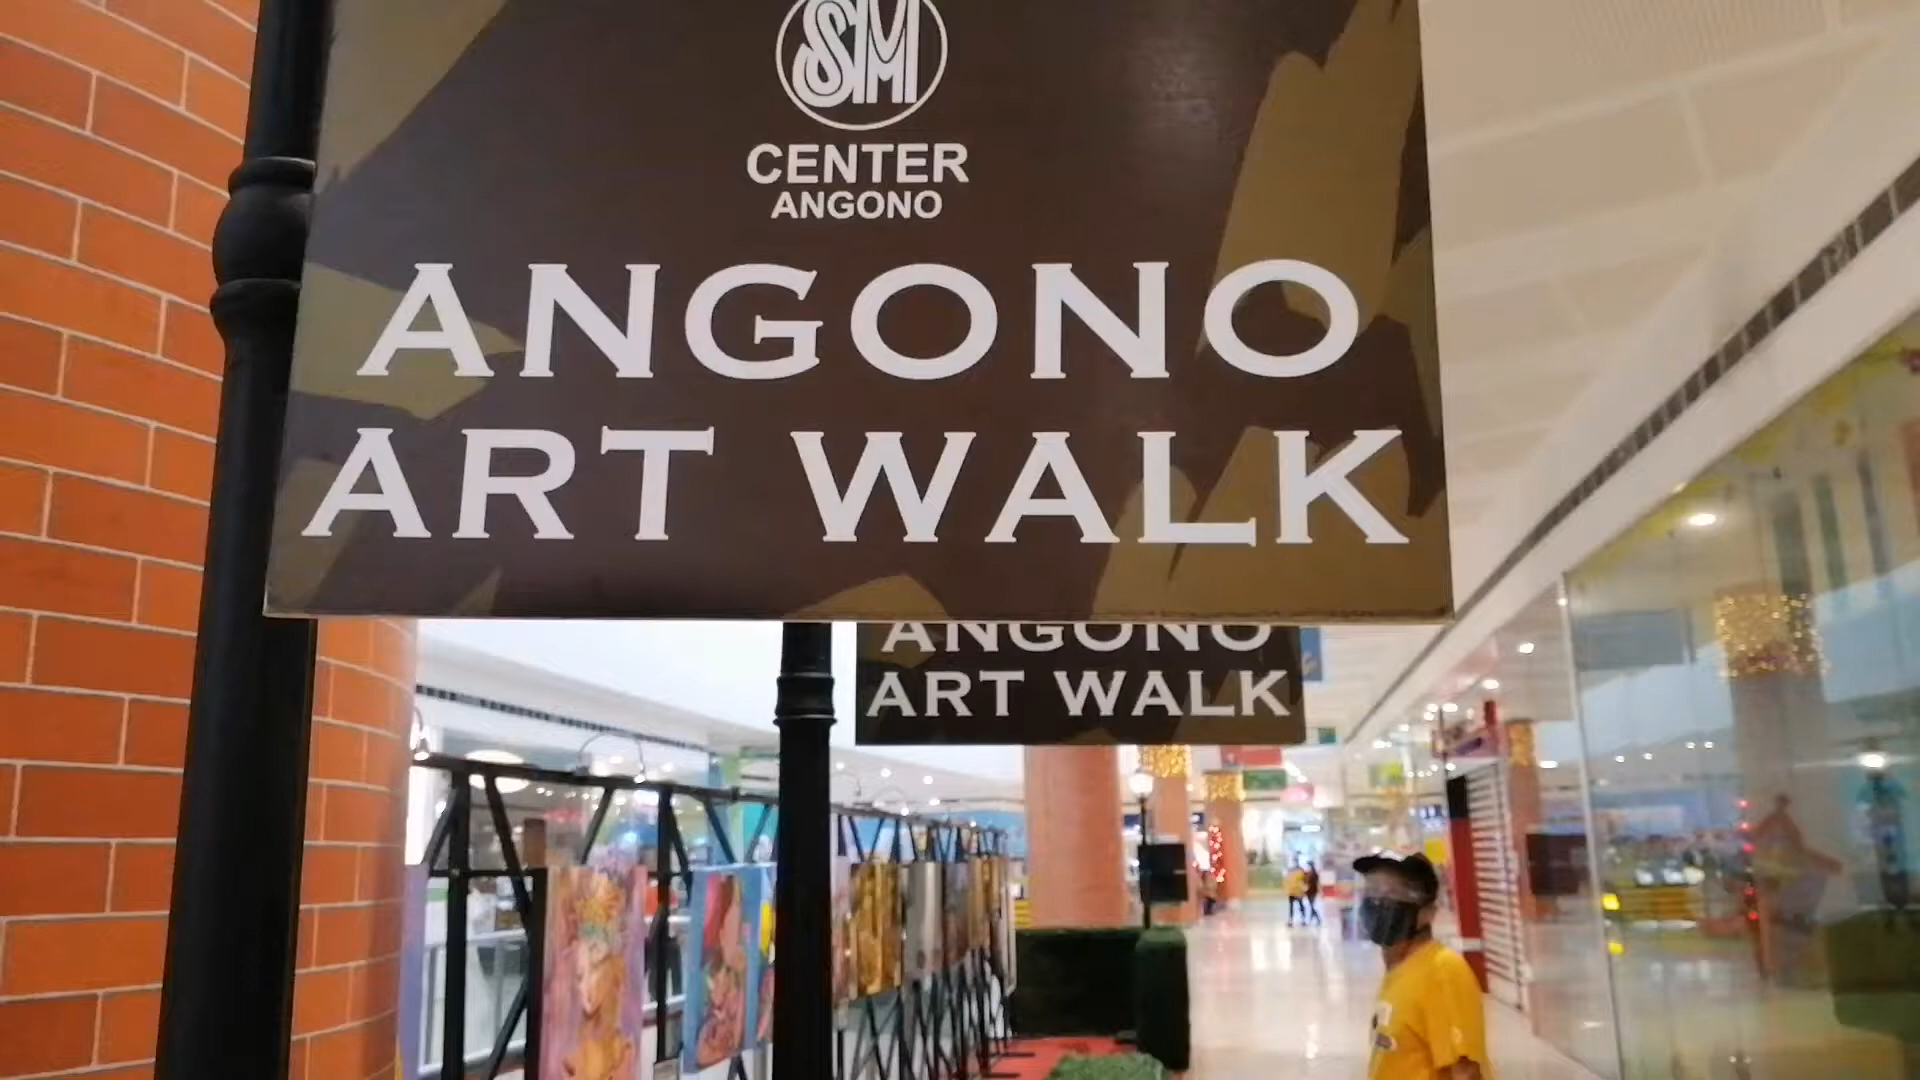 SM
CENTER
ANGONO
ANGONO
ART WALK
ANGONO
ART WALK